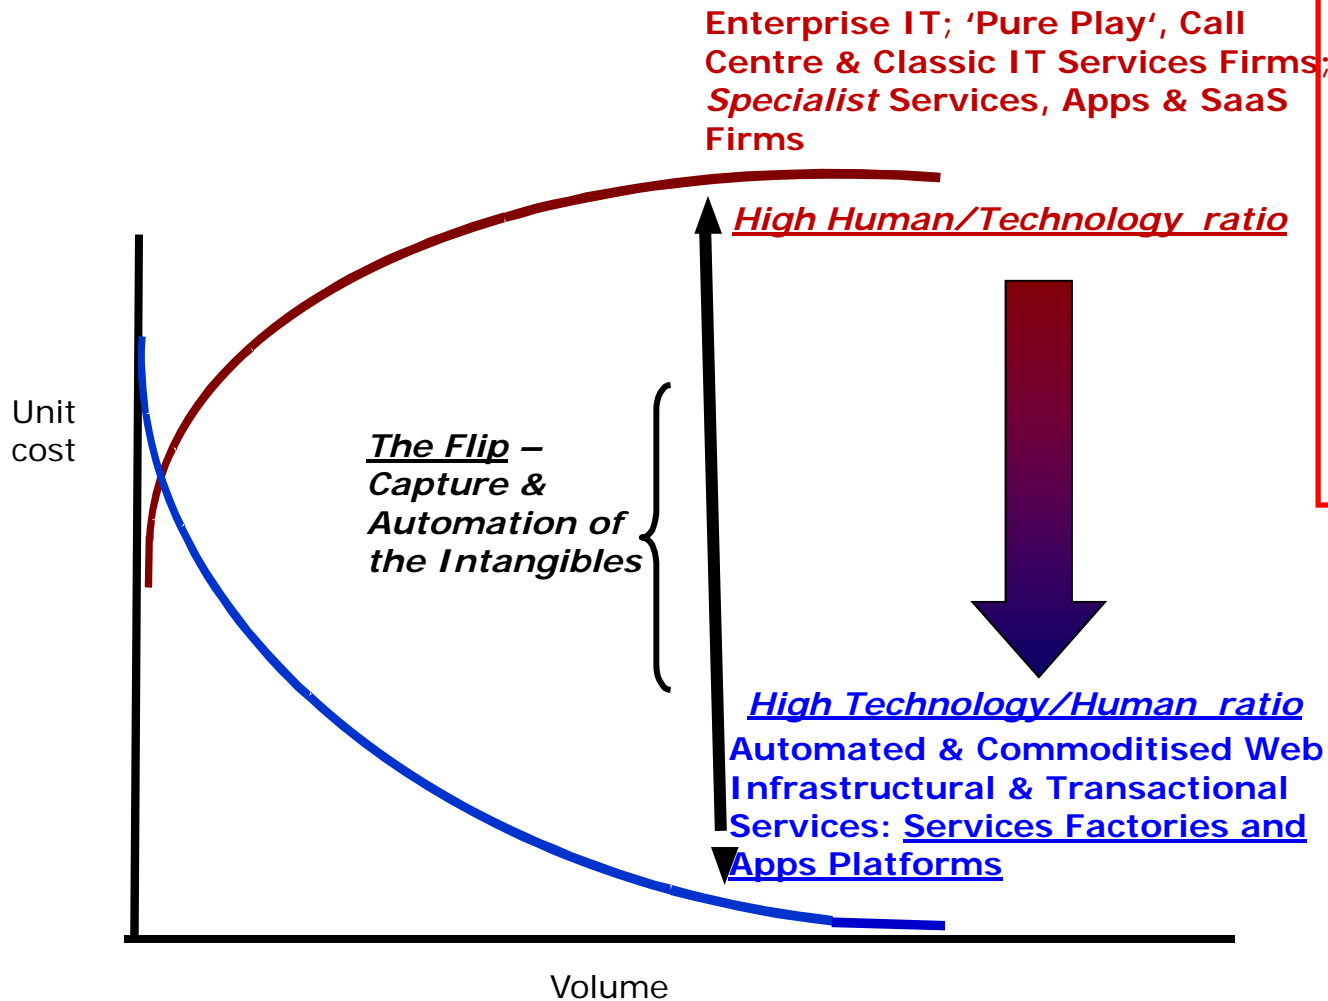 Enterprise IT; ‘Pure Play‘, Call
Centre & Classic IT Services Firms;
Specialist Services, Apps & SaaS
Firms
High Human/Technology ratio
Unit
cost
The Flip –
Capture &
Automation of
the Intangibles
High Technology/Human ratio
Automated & Commoditised Web
Infrastructural & Transactional
Services: Services Factories and
Apps Platforms
Volume